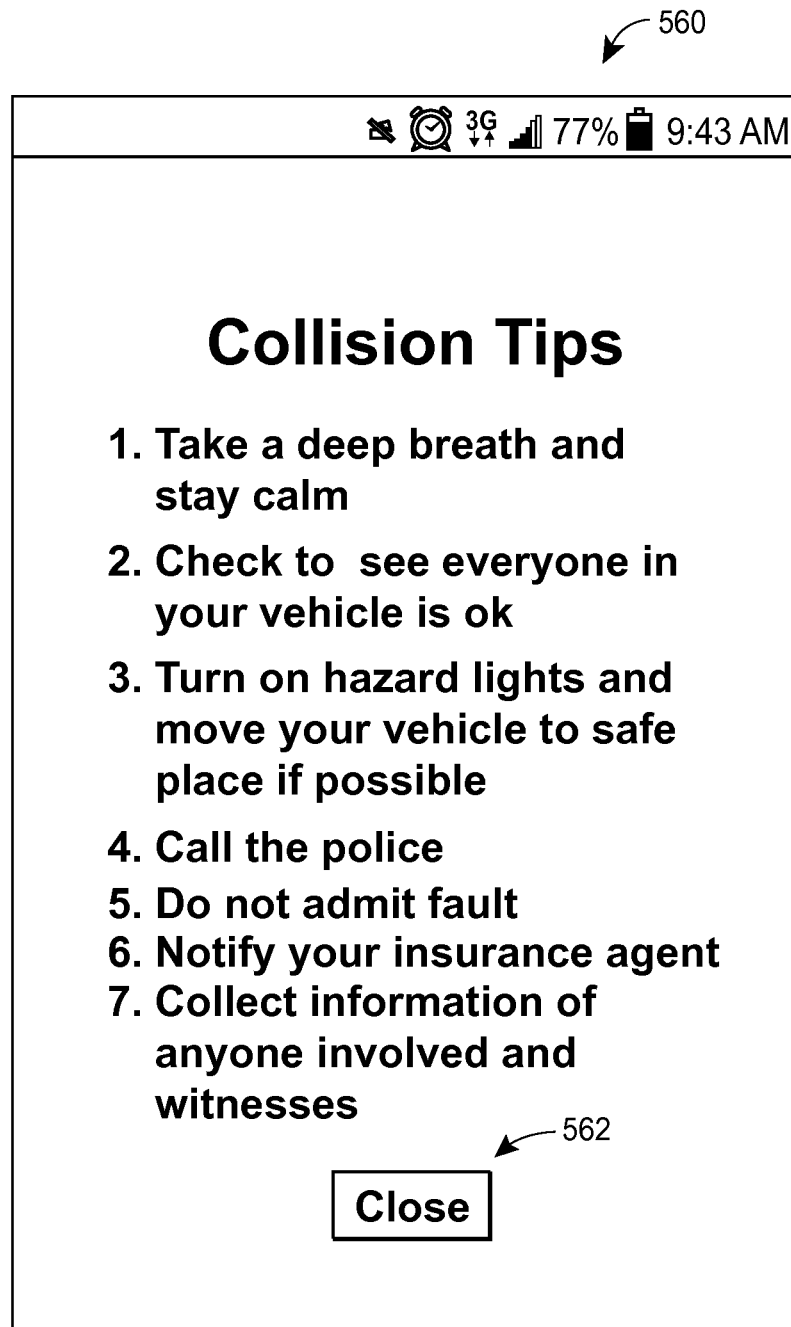 560
3G 77% 9:43 AM
Collision Tips
1. Take a deep breath and
stay calm
2. Check to  see everyone in
your vehicle is ok
3. Turn on hazard lights and
move your vehicle to safe
place if possible
4. Call the police
5. Do not admit fault
6. Notify your insurance agent
7. Collect information of
anyone involved and
witnesses
562
Close